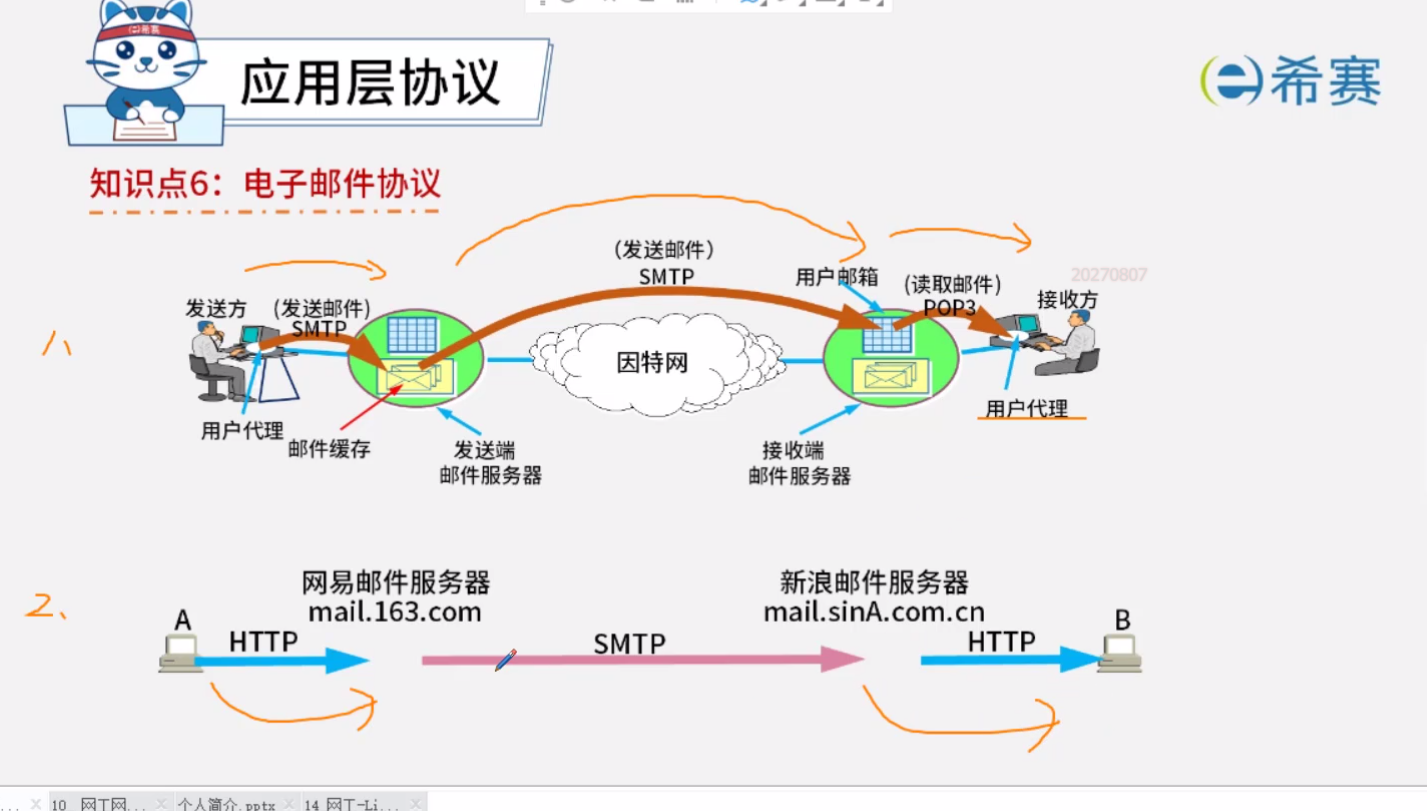 (e)希赛
应用层协议
希赛
知识点6：电子邮件协议
(发送邮件)
SMTP
用户邮箱
(读取邮件)
POP3
20270807
接收方
发送方
(发送邮件)
SMTP
1、
因特网
用户代理
用户代理
邮件缓存
发送端
邮件服务器
接收端
邮件服务器
网易邮件服务器
mail.163.com
新浪邮件服务器
mail.sinA.com.cn
2、
A
HTTP
SMTP
HTTP
B
... 10 网工网... 个人简介.pptx 14 网工-Li...